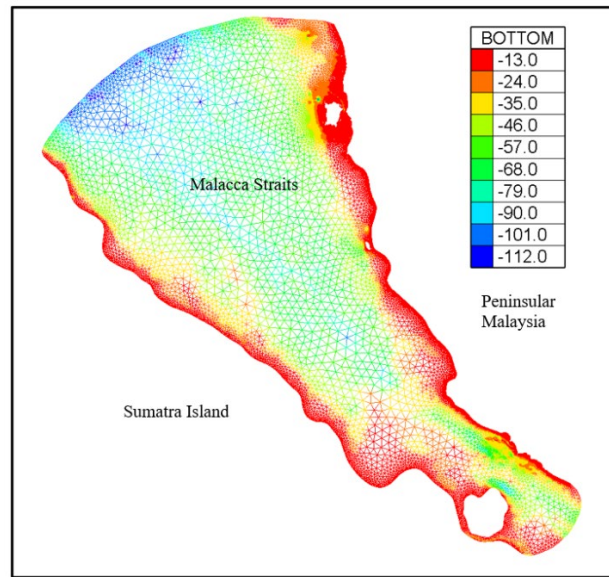 BOTTOM
-13.0
-24.0
-35.0
-46.0
-57.0
-68.0
-79.0
-90.0
-101.0
-112.0
Malacca Straits
Peninsular
Malaysia
Sumatra Island